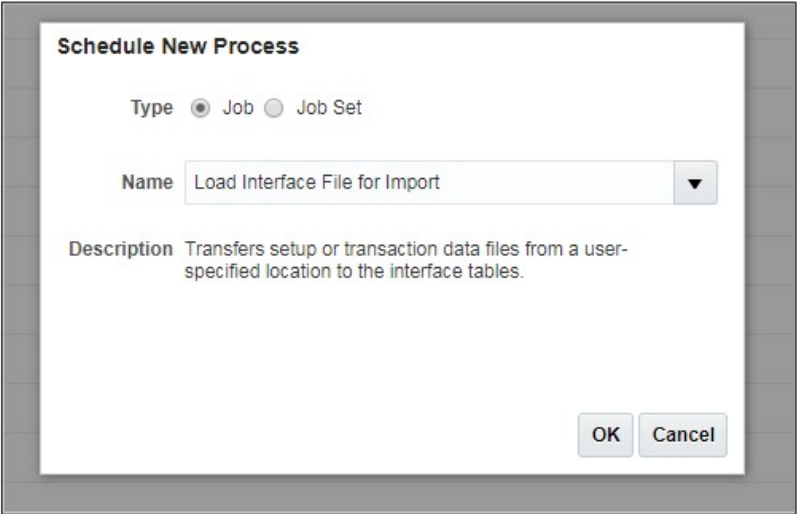 Schedule New Process
Type Job Job Set
Name Load Interface File for Import
Description Transfers setup or transaction data files from a user-
specified location to the interface tables.
OK Cancel